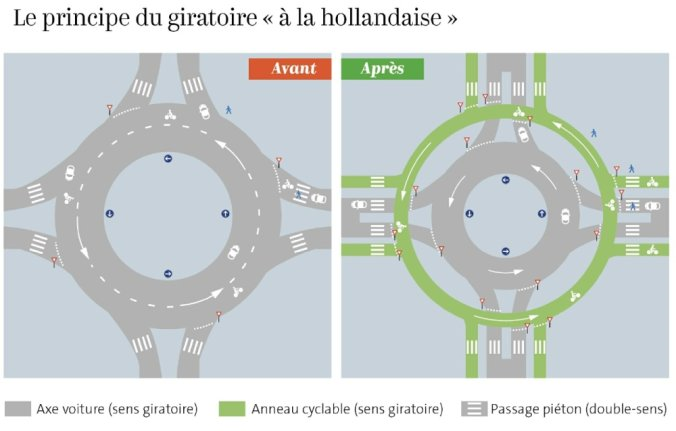 Le principe du giratoire « à la hollandaise »
Avant
Après
Axe voiture (sens giratoire)
Anneau cyclable (sens giratoire)
Passage piéton (double-sens)